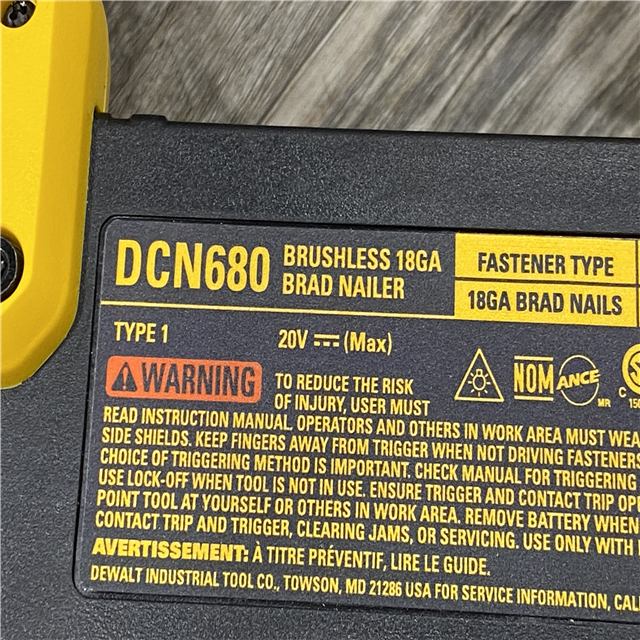 DCN680 BRUSHLESS 18GA BRAD NAILER
FASTENER TYPE
18GA BRAD NAILS
TYPE 1 20V (Max)
WARNING TO REDUCE THE RISK
OF INJURY, USER MUST
READ INSTRUCTION MANUAL. OPERATORS AND OTHERS IN WORK AREA MUST WEA
SIDE SHIELDS. KEEP FINGERS AWAY FROM TRIGGER WHEN NOT DRIVING FASTENERS
CHOICE OF TRIGGERING METHOD IS IMPORTANT. CHECK MANUAL FOR TRIGGERING
USE LOCK-OFF WHEN TOOL IS NOT IN USE. ENSURE TRIGGER AND CONTACT TRIP OP
POINT TOOL AT YOURSELF OR OTHERS IN WORK AREA. REMOVE BATTERY WHEN
CONTACT TRIP AND TRIGGER, CLEARING JAMS, OR SERVICING. USE ONLY WITH
AVERTISSEMENT: À TITRE PRÉVENTIF, LIRE LE GUIDE.
DEWALT INDUSTRIAL TOOL CO., TOWSON, MD 21286 USA FOR SERVICE INFORMATION, CAL
NOM ANCE MR
C